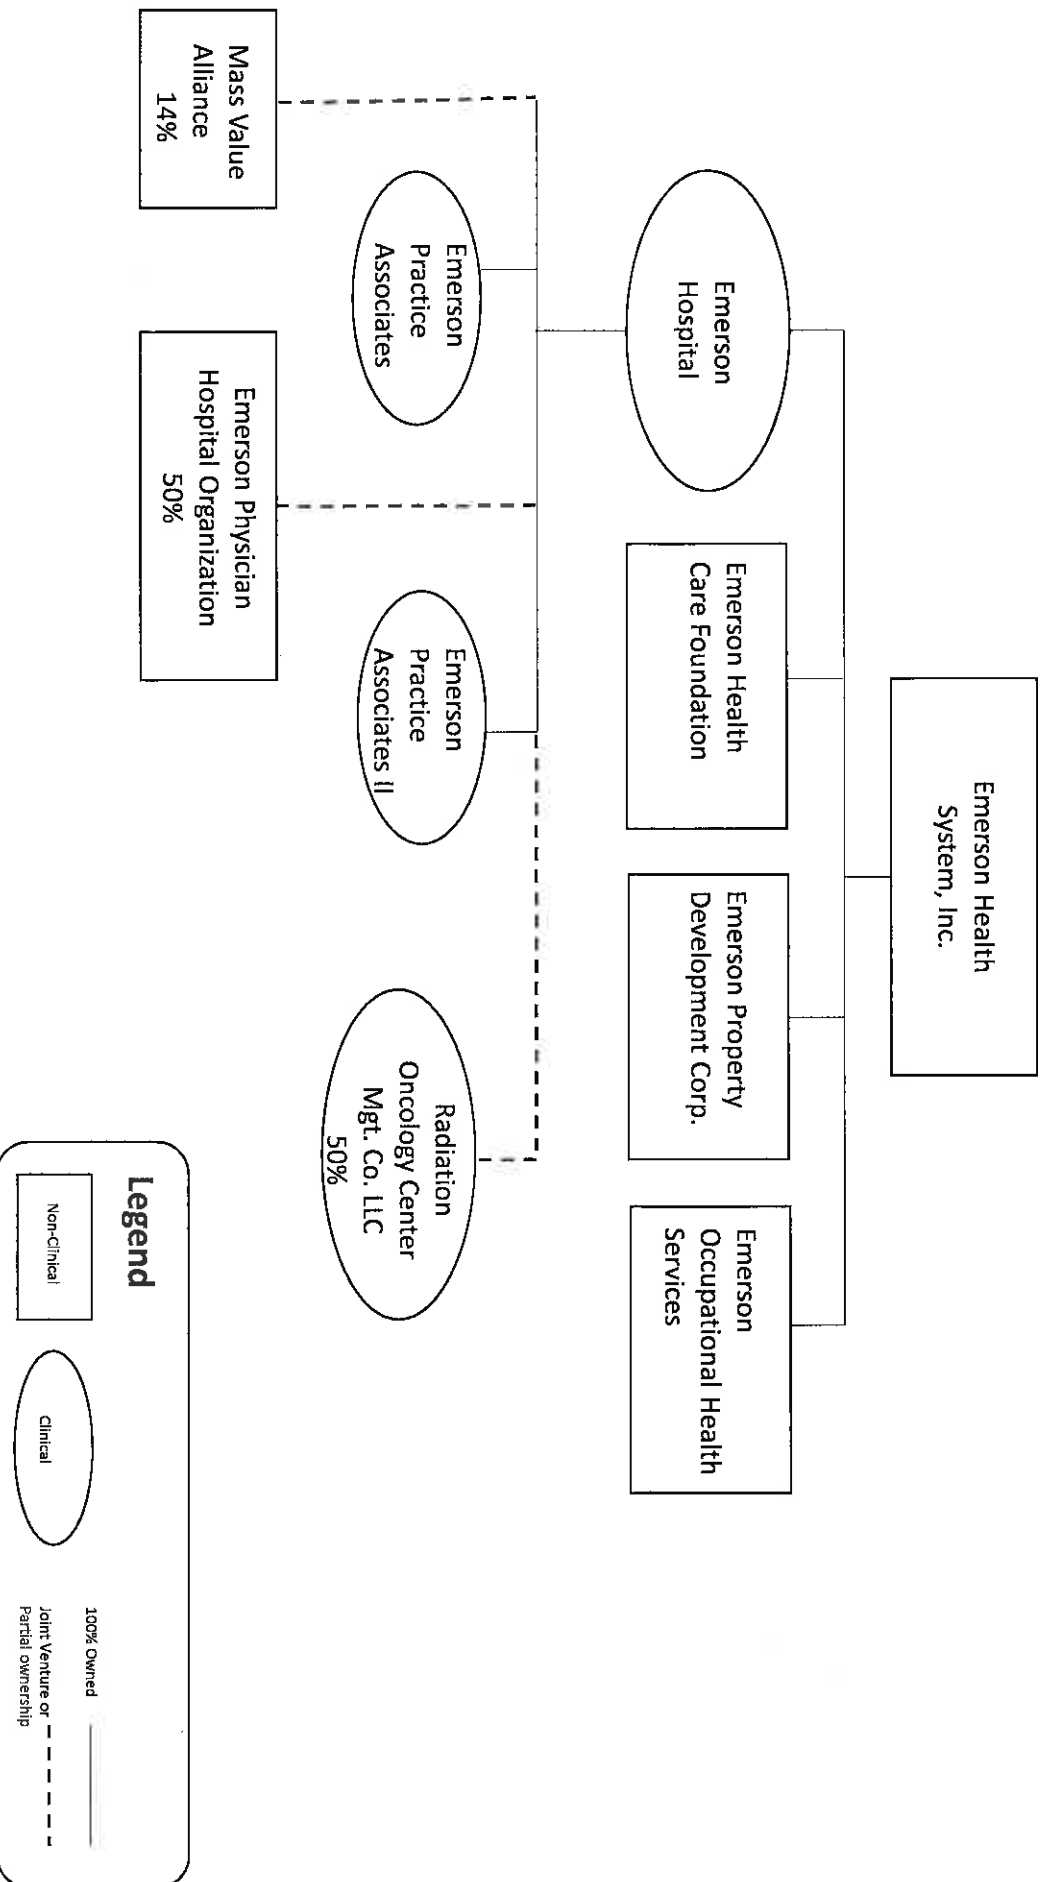 Emerson Health
System, Inc.
Emerson
Hospital
Emerson Health
Care Foundation
Emerson Property
Development Corp.
Emerson
Occupational Health
Services
Mass Value
Alliance
14%
Emerson
Practice
Associates
Emerson Physician
Hospital Organization
50%
Emerson
Practice
Associates II
Radiation
Oncology Center
Mgt. Co. LLC
50%
Legend
Non-Clinical
Clinical
100% Owned
Joint Venture or
Partial ownership